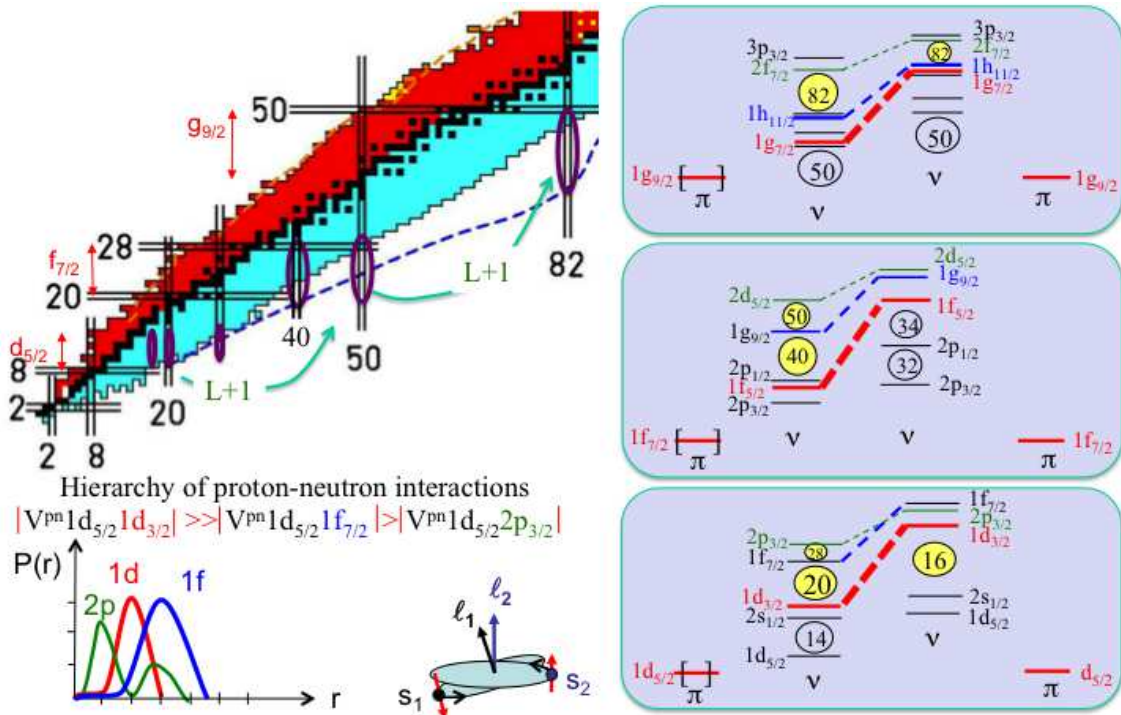 50
g9/2
28
f7/2
20
d5/2
8
2
2
8
20
40
50
82
L+1
L+1
Hierarchy of proton-neutron interactions
|Vpn1d5/21d3/2| >>|Vpn1d5/21f7/2|>|Vpn1d5/22p3/2|
P(r)
2p
1d
1f
r
ℓ1
ℓ2
s1
s2
3p3/2
2f7/2
82
1h11/2
1g7/2
50
ν
3p3/2
2f7/2
82
1h11/2
1g7/2
50
ν
1g9/2 [ ]
π
1g9/2
π
2d5/2
50
1g9/2
40
2p1/2
1f5/2
2p3/2
ν
2d5/2
1g9/2
1f5/2
34
2p1/2
32
2p3/2
ν
1f7/2 [ ]
π
1f7/2
π
2p3/2
28
1f7/2
20
1d3/2
2s1/2
14
1d5/2
ν
1f7/2
2p3/2
1d3/2
16
2s1/2
1d5/2
ν
1d5/2 [ ]
π
d5/2
π